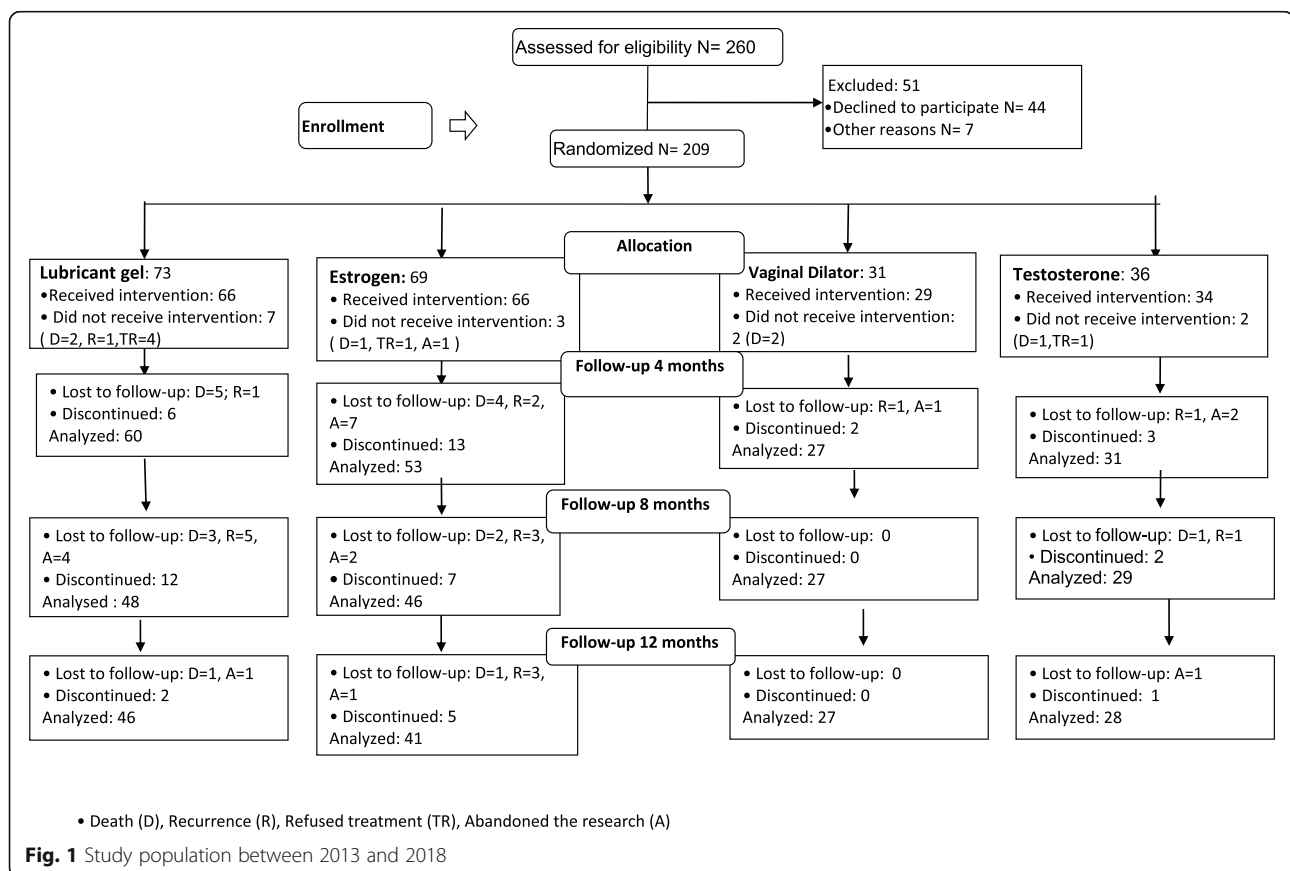 Assessed for eligibility N= 260
Excluded: 51
•Declined to participate N= 44
•Other reasons N= 7
Enrollment
Randomized N= 209
Allocation
Lubricant gel: 73
•Received intervention: 66
• Did not receive intervention: 7
( D=2, R=1,TR=4)
Estrogen: 69
• Received intervention: 66
• Did not receive intervention: 3
( D=1, TR=1, A=1 )
Vaginal Dilator: 31
• Received intervention: 29
• Did not receive intervention:
2 (D=2)
Testosterone: 36
• Received intervention: 34
• Did not receive intervention: 2
(D=1,TR=1)
Follow-up 4 months
• Lost to follow-up: D=5; R=1
• Discontinued: 6
Analyzed: 60
• Lost to follow-up: D=4, R=2,
A=7
• Discontinued: 13
Analyzed: 53
• Lost to follow-up: R=1, A=1
• Discontinued: 2
Analyzed: 27
• Lost to follow-up: R=1, A=2
• Discontinued: 3
Analyzed: 31
Follow-up 8 months
• Lost to follow-up: D=3, R=5,
A=4
• Discontinued: 12
Analysed : 48
• Lost to follow-up: D=2, R=3,
A=2
• Discontinued: 7
Analyzed: 46
• Lost to follow-up: 0
• Discontinued: 0
Analyzed: 27
• Lost to follow-up: D=1, R=1
• Discontinued: 2
Analyzed: 29
Follow-up 12 months
• Lost to follow-up: D=1, A=1
• Discontinued: 2
Analyzed: 46
• Lost to follow-up: D=1, R=3,
A=1
• Discontinued: 5
Analyzed: 41
• Lost to follow-up: 0
• Discontinued: 0
Analyzed: 27
• Lost to follow-up: A=1
• Discontinued: 1
Analyzed: 28
• Death (D), Recurrence (R), Refused treatment (TR), Abandoned the research (A)
Fig. 1 Study population between 2013 and 2018